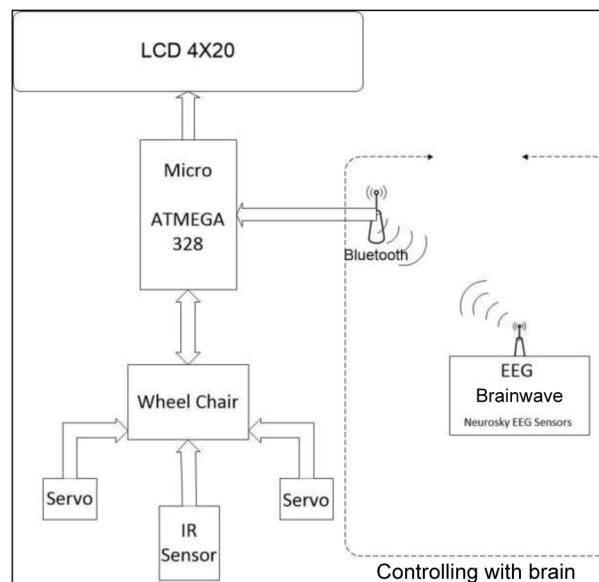 LCD 4X20
Micro
ATMEGA
328
Bluetooth
EEG
Brainwave
Neurosky EEG Sensors
Wheel Chair
Servo
Servo
IR
Sensor
Controlling with brain